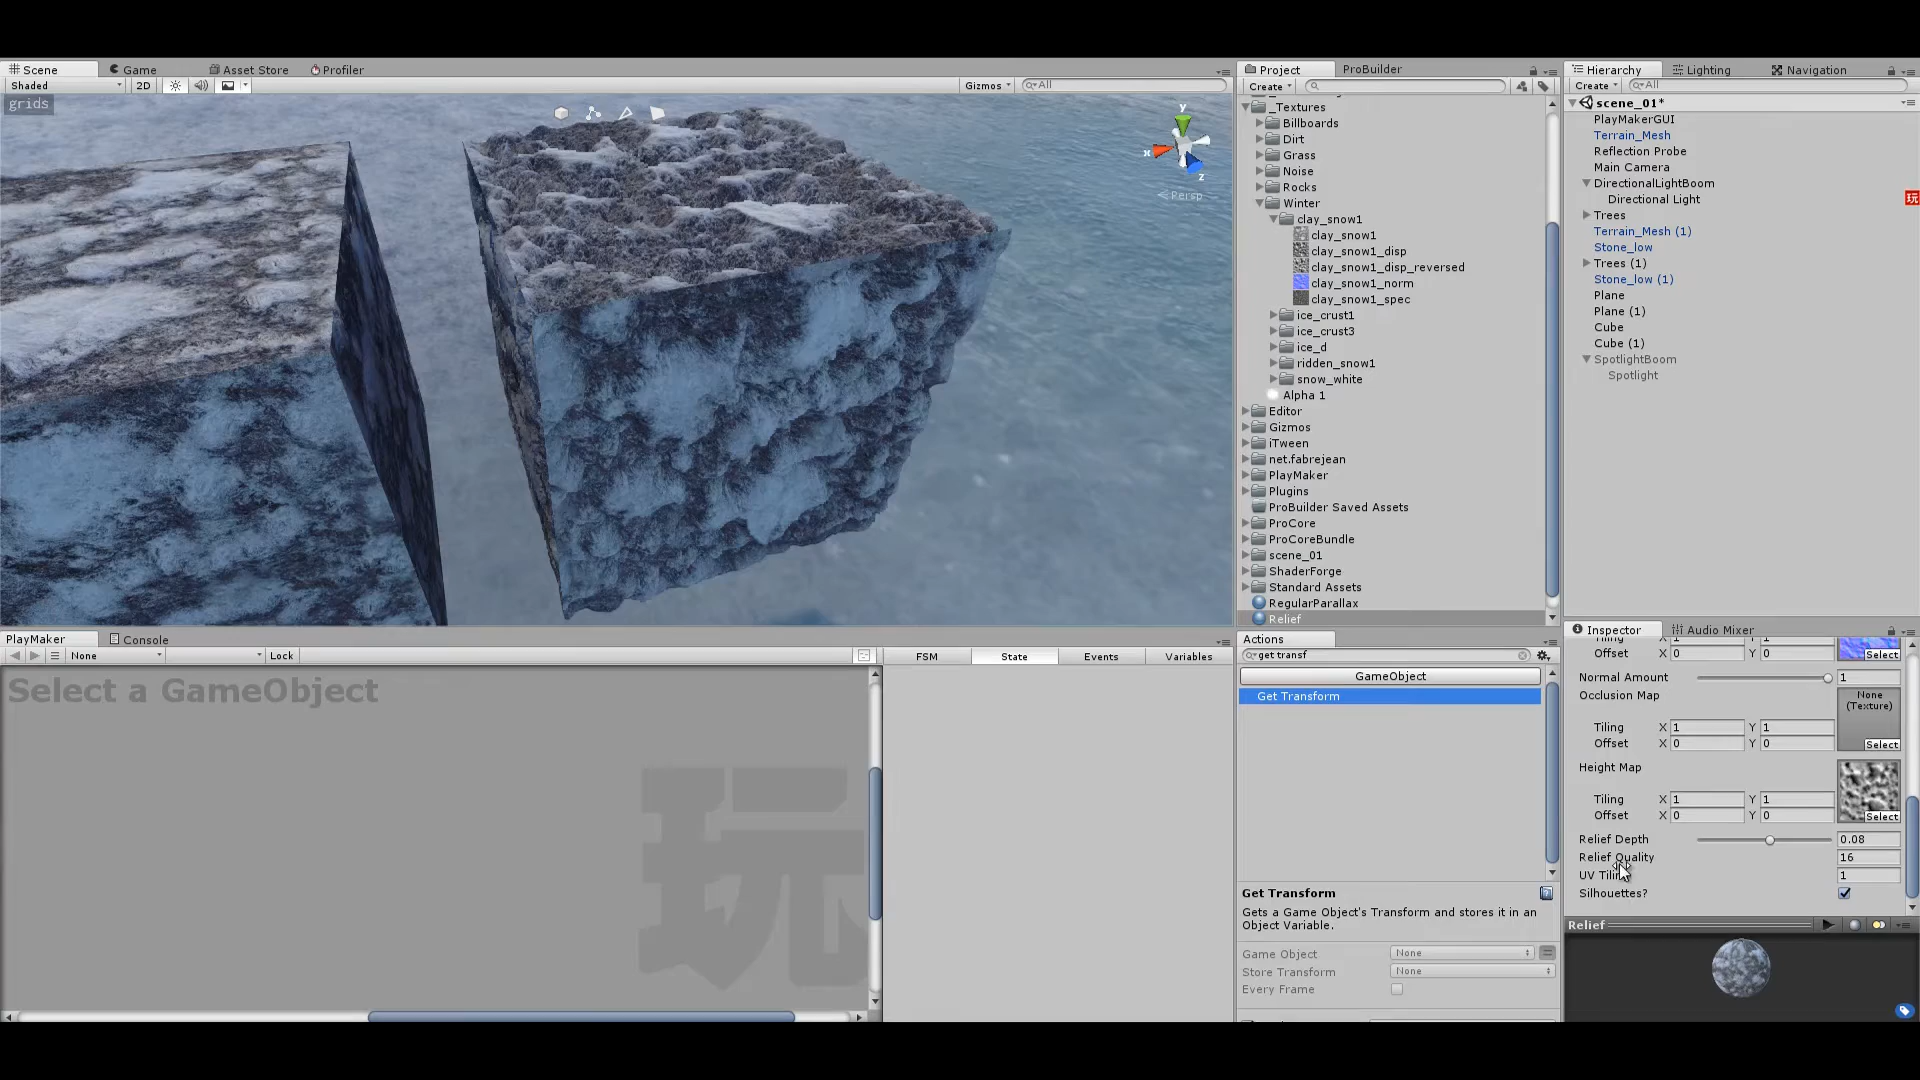 Scene
Game
Asset Store
Profiler
Shaded
2D
Gizmos
All
grids
y
x
z
Persp
Project
ProBuilder
Create
_Textures
Billboards
Dirt
Grass
Noise
Rocks
Winter
clay_snow1
clay_snow1
clay_snow1_disp
clay_snow1_disp_reversed
clay_snow1_norm
clay_snow1_spec
ice_crust1
ice_crust3
ice_d
ridden_snow1
snow_white
Alpha 1
Editor
Gizmos
iTween
net.fabrejean
PlayMaker
Plugins
ProBuilder Saved Assets
ProCore
ProCoreBundle
scene_01
ShaderForge
Standard Assets
RegularParallax
Relief
Hierarchy
Lighting
Navigation
Create
All
scene_01*
PlayMakerGUI
Terrain_Mesh
Reflection Probe
Main Camera
DirectionalLightBoom
Directional Light
玩
Trees
Terrain_Mesh (1)
Stone_low
Trees (1)
Stone_low (1)
Plane
Plane (1)
Cube
Cube (1)
SpotlightBoom
Spotlight
PlayMaker
Console
None
Lock
Select a GameObject
玩
FSM
State
Events
Variables
Actions
get transf
GameObject
Get Transform
Get Transform
Gets a Game Object's Transform and stores it in an
Object Variable.
Game Object
None
Store Transform
None
Every Frame
Inspector
Audio Mixer
Tiling X 1 Y 1
Offset X 0 Y 0
Select
Normal Amount 1
Occlusion Map
None
(Texture)
Tiling X 1 Y 1
Offset X 0 Y 0
Select
Height Map
Tiling X 1 Y 1
Offset X 0 Y 0
Select
Relief Depth 0.08
Relief Quality 16
UV Tiling 1
Silhouettes?
Relief